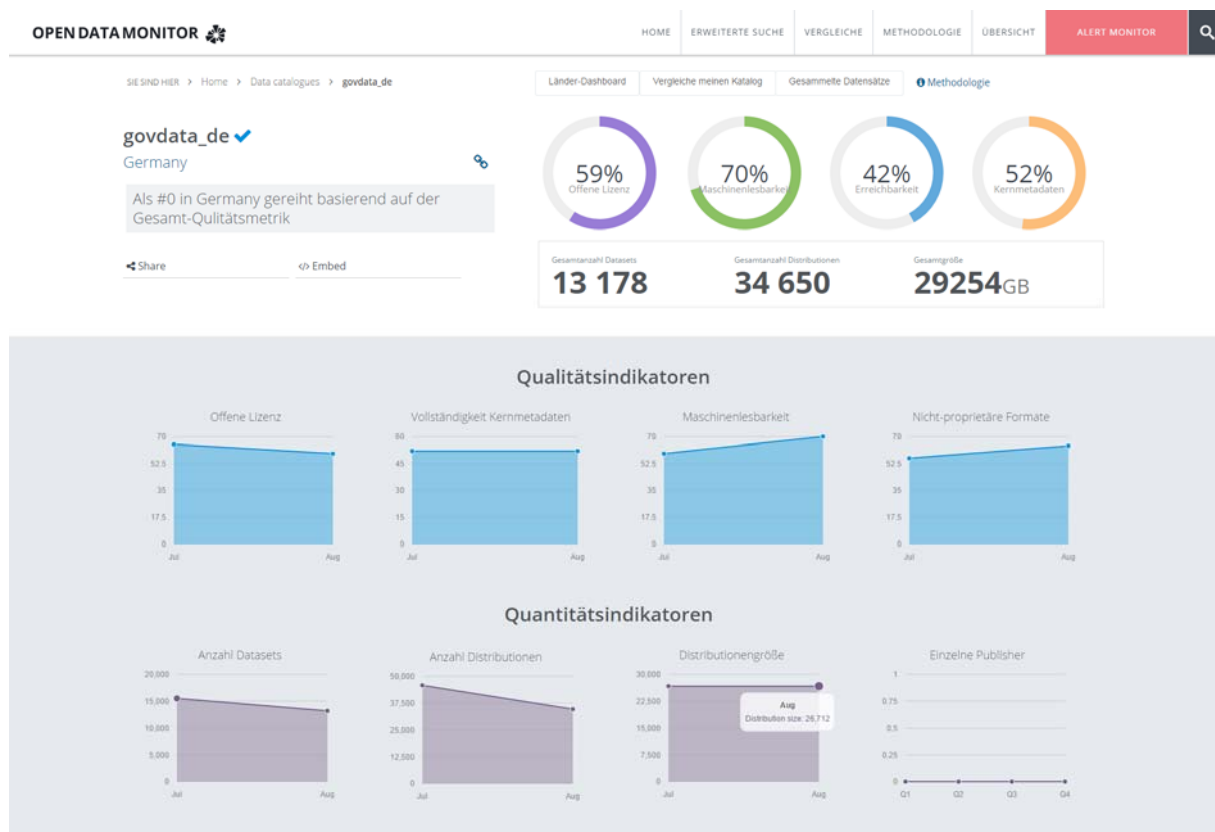 OPEN DATA MONITOR
HOME
ERWEITERTE SUCHE
VERGLEICHE
METHODOLOGIE
ÜBERSICHT
ALERT MONITOR
SIE SIND HIER > Home > Data catalogues > govdata_de
Länder-Dashboard
Vergleiche meinen Katalog
Gesammelte Datensätze
Methodologie
govdata_de
Germany
Als #0 in Germany gereiht basierend auf der
Gesamt-Qulitätsmetrik
Share
</> Embed
59%
Offene Lizenz
70%
Maschinenlesbarkeit
42%
Erreichbarkeit
52%
Kernmetadaten
Gesamtanzahl Datasets
13 178
Gesamtanzahl Distributionen
34 650
Gesamtgröße
29254GB
Qualitätsindikatoren
Offene Lizenz
70
52.5
35
17.5
0
Jul
Aug
Vollständigkeit Kernmetadaten
60
45
30
15
0
Jul
Aug
Maschinenlesbarkeit
70
52.5
35
17.5
0
Jul
Aug
Nicht-proprietäre Formate
70
52.5
35
17.5
0
Jul
Aug
Quantitätsindikatoren
Anzahl Datasets
20,000
15,000
10,000
5,000
0
Jul
Aug
Anzahl Distributionen
50,000
37,500
25,000
12,500
0
Jul
Aug
Distributionengröße
30,000
22,500
15,000
7,500
0
Jul
Aug
Aug
Distribution size: 26,712
Einzelne Publisher
1
0.75
0.5
0.25
0
Q1
Q2
Q3
Q4